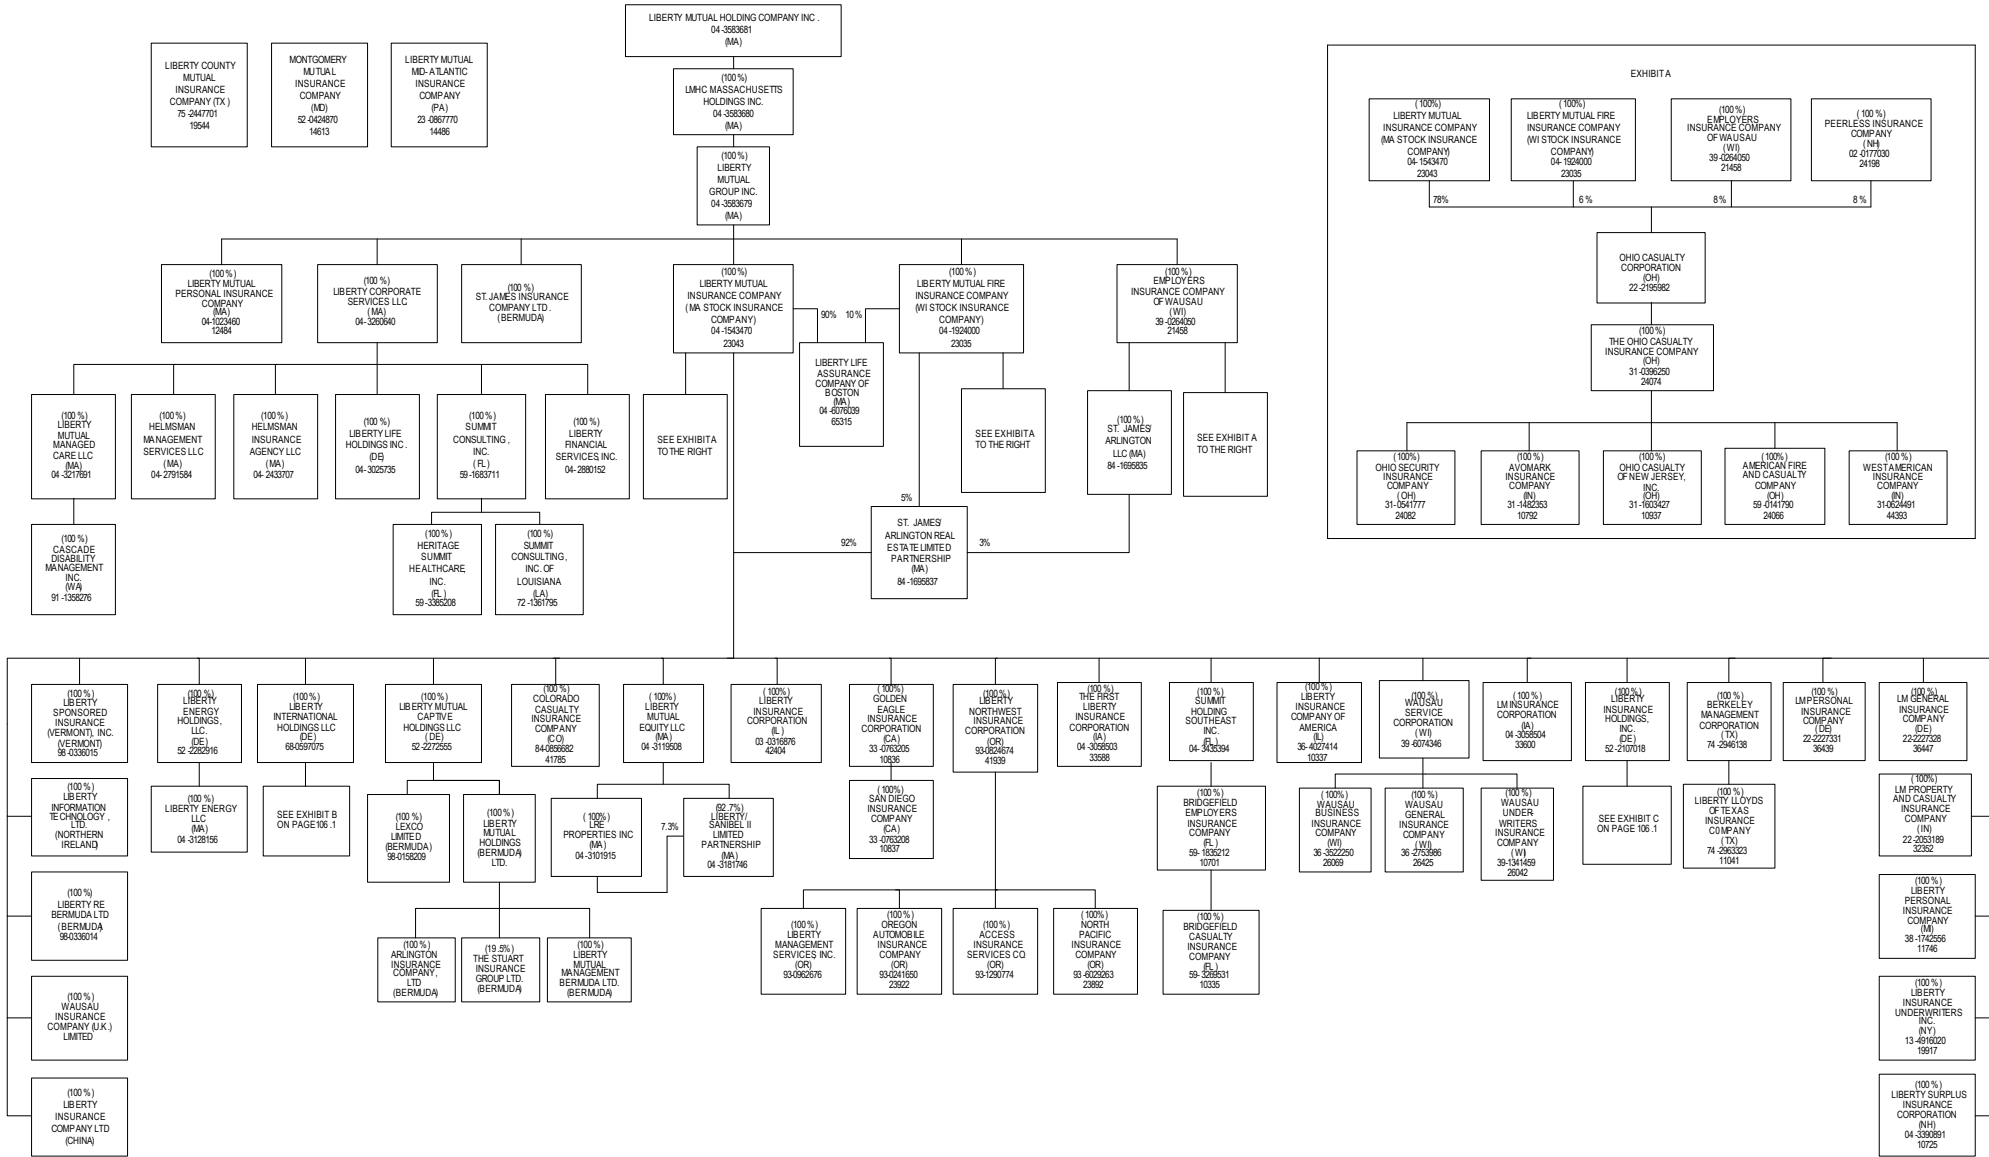 LIBERTY MUTUAL HOLDING COMPANY INC .
04 -3583681
(MA)
LIBERTY COUNTY
MUTUAL
INSURANCE
COMPANY (TX )
75 -2447701
19544
MONTGOMERY
MUTUAL
INSURANCE
COMPANY
(MD)
52 -0424870
14613
LIBERTY MUTUAL
MID- ATLANTIC
INSURANCE
COMPANY
(PA)
23 -0867770
14486
(100 %)
LMHC MASSACHUSETTS
HOLDINGS INC.
04 -3583680
(MA)
(100 %)
LIBERTY
MUTUAL
GROUP INC.
04 -3583679
(MA)
EXHIBIT A
( 100%)
LIBERTY MUTUAL
INSURANCE COMPANY
(MA STOCK INSURANCE
COMPANY)
04- 1543470
23043
( 100%)
LIBERTY MUTUAL FIRE
INSURANCE COMPANY
(WI STOCK INSURANCE
COMPANY)
04- 1924000
23035
(100 %)
EMPLOYERS
INSURANCE COMPANY
OF WAUSAU
(WI)
39 -0264050
21458
( 100 %)
PEERLESS INSURANCE
COMPANY
( NH)
02 -0177030
24198
78%
6 %
8 %
8 %
OHIO CASUALTY
CORPORATION
(OH)
22 -2195982
(100 %)
THE OHIO CASUALTY
INSURANCE COMPANY
(OH)
31 -0396250
24074
(100 %)
OHIO SECURITY
INSURANCE
COMPANY
( OH)
31- 0541777
24082
(100 %)
AVOMARK
INSURANCE
COMPANY
(IN)
31 -1482353
10792
(100 %)
OHIO CASUALTY
OF NEW JERSEY,
INC.
(OH)
31 -1603427
10937
(100%)
AMERICAN FIRE
AND CASUALTY
COMPANY
(OH)
59 -0141790
24066
(100 %)
WEST AMERICAN
INSURANCE
COMPANY
(IN)
31-0624491
44393
(100 %)
LIBERTY MUTUAL
PERSONAL INSURANCE
COMPANY
(MA)
04-1023460
12484
(100 %)
LIBERTY CORPORATE
SERVICES LLC
( MA)
04- 3260640
(100 %)
ST. JAMES INSURANCE
COMPANY LTD .
( BERMUDA)
(100 %)
LIBERTY MUTUAL
INSURANCE COMPANY
( MA STOCK INSURANCE
COMPANY)
04 -1543470
23043
90%
10 %
(100 %)
LIBERTY MUTUAL FIRE
INSURANCE COMPANY
(WI STOCK INSURANCE
COMPANY)
04 -1924000
23035
(100 %)
EMPLOYERS
INSURANCE COMPANY
OF WAUSAU
( WI)
39 -0264050
21458
LIBERTY LIFE
ASSURANCE
COMPANY OF
BOSTON
(MA)
04 -6076039
65315
(100 %)
LIBERTY
MUTUAL
MANAGED
CARE LLC
(MA)
04 -3217691
(100 %)
HELMSMAN
MANAGEMENT
SERVICES LLC
( MA)
04- 2791584
(100 %)
HELMSMAN
INSURANCE
AGENCY LLC
( MA)
04- 2433707
(100 %)
LIBERTY LIFE
HOLDINGS INC .
(DE)
04- 3025735
(100 %)
SUMMIT
CONSULTING ,
INC.
( FL)
59 -1683711
(100 %)
LIBERTY
FINANCIAL
SERVICES, INC.
04 - 2880152
SEE EXHIBIT A
TO THE RIGHT
SEE EXHIBIT A
TO THE RIGHT
(100 %)
ST. JAMES/
ARLINGTON
LLC (MA)
84 -1695835
SEE EXHIBIT A
TO THE RIGHT
5%
92%
3%
ST. JAMES/
ARLINGTON REAL
ESTATE LIMITED
PARTNERSHIP
(MA)
84 -1695837
(100 %)
CASCADE
DISABILITY
MANAGEMENT
INC.
(WA)
91 -1358276
(100 %)
HERITAGE
SUMMIT
HEALTHCARE,
INC.
(FL )
59 -3385208
(100 %)
SUMMIT
CONSULTING ,
INC. OF
LOUISIANA
(LA)
72 -1361795
(100 %)
LIBERTY
SPONSORED
INSURANCE
(VERMONT), INC.
(VERMONT)
98 -0336015
(100 %)
LIBERTY
ENERGY
HOLDINGS,
LLC.
(DE)
52 -2282916
(100 %)
LIBERTY
INTERNATIONAL
HOLDINGS LLC
(DE)
68-0597075
(100 %)
LIBERTY MUTUAL
CAPTIVE
HOLDINGS LLC
( DE)
52-2272555
(100 %)
COLORADO
CASUALTY
INSURANCE
COMPANY
(CO)
84-0856682
41785
(100%)
LIBERTY
MUTUAL
EQUITY LLC
(MA)
04 -3119508
(100 %)
LIBERTY
INSURANCE
CORPORATION
(IL)
03 -0316876
42404
( 100%)
GOLDEN
EAGLE
INSURANCE
CORPORATION
(CA)
33 -0763205
10836
(100%)
LIBERTY
NORTHWEST
INSURANCE
CORPORATION
(OR)
93-0824674
41939
(100 %)
THE FIRST
LIBERTY
INSURANCE
CORPORATION
(IA)
04 -3058503
33588
(100 %)
SUMMIT
HOLDING
SOUTHEAST
INC.
(FL)
04- 3435394
(100 %)
LIBERTY
INSURANCE
COMPANY OF
AMERICA
(IL)
36- 4027414
10337
(100 %)
WAUSAU
SERVICE
CORPORATION
( WI)
39 -6074346
(100 %)
LM INSURANCE
CORPORATION
(IA)
04 -3058504
33600
(100 %)
LIBERTY
INSURANCE
HOLDINGS,
INC.
(DE)
52 -2107018
(100 %)
BERKELEY
MANAGEMENT
CORPORATION
( TX)
74 -2946138
(100 %)
LM PERSONAL
INSURANCE
COMPANY
( DE)
22-2227331
36439
(100 %)
LM GENERAL
INSURANCE
COMPANY
(DE)
22-2227328
36447
(100 %)
LIBERTY
INFORMATION
TECHNOLOGY ,
LTD.
(NORTHERN
IRELAND)
(100 %)
LIBERTY ENERGY
LLC
(MA)
04 -3128156
SEE EXHIBIT B
ON PAGE 106 .1
(100 %)
LEXCO
LIMITED
(BERMUDA)
98-0158209
(100 %)
LIBERTY
MUTUAL
HOLDINGS
(BERMUDA)
LTD.
( 100%)
LRE
PROPERTIES INC
( MA)
04 -3101915
7.3%
(92 .7%)
LIBERTY/
SANIBEL II
LIMITED
PARTNERSHIP
(MA)
04 -3181746
( 100%)
SAN DIEGO
INSURANCE
COMPANY
(CA)
33 -0763208
10837
(100 %)
BRIDGEFIELD
EMPLOYERS
INSURANCE
COMPANY
(FL )
59- 1835212
10701
( 100%)
WAUSAU
BUSINESS
INSURANCE
COMPANY
(WI)
36 -3522250
26069
(100 %)
WAUSAU
GENERAL
INSURANCE
COMPANY
( WI)
36 -2753986
26425
(100 %)
WAUSAU
UNDER-
WRITERS
INSURANCE
COMPANY
( WI)
39-1341459
26042
SEE EXHIBIT C
ON PAGE 106 .1
(100 %)
LIBERTY LLOYDS
OF TEXAS
INSURANCE
COMPANY
( TX)
74 -2963323
11041
(100%)
LM PROPERTY
AND CASUALTY
INSURANCE
COMPANY
( IN)
22 -2053189
32352
(100 %)
LIBERTY RE
BERMUDA LTD
( BERMUDA)
98-0336014
(100 %)
LIBERTY
PERSONAL
INSURANCE
COMPANY
(MI)
38 -1742556
11746
(100 %)
ARLINGTON
INSURANCE
COMPANY,
LTD
(BERMUDA)
(19 .5%)
THE STUART
INSURANCE
GROUP LTD.
(BERMUDA)
(100 %)
LIBERTY
MUTUAL
MANAGEMENT
BERMUDA LTD.
(BERMUDA)
(100 %)
LIBERTY
MANAGEMENT
SERVICES INC.
(OR)
93-0962676
(100 %)
OREGON
AUTOMOBILE
INSURANCE
COMPANY
(OR)
93-0241650
23922
(100 %)
ACCESS
INSURANCE
SERVICES CO.
(OR)
93-1290774
( 100%)
NORTH
PACIFIC
INSURANCE
COMPANY
(OR)
93 -6029263
23892
(100 %)
BRIDGEFIELD
CASUALTY
INSURANCE
COMPANY
(FL)
59- 3269531
10335
(100 %)
WAUSAU
INSURANCE
COMPANY (U.K.)
LIMITED
(100 %)
LIBERTY
INSURANCE
UNDERWRITERS
INC.
(NY)
13 -4916020
19917
(100 %)
LIBERTY
INSURANCE
COMPANY LTD
(CHINA)
(100 %)
LIBERTY SURPLUS
INSURANCE
CORPORATION
(NH)
04 -3390891
10725